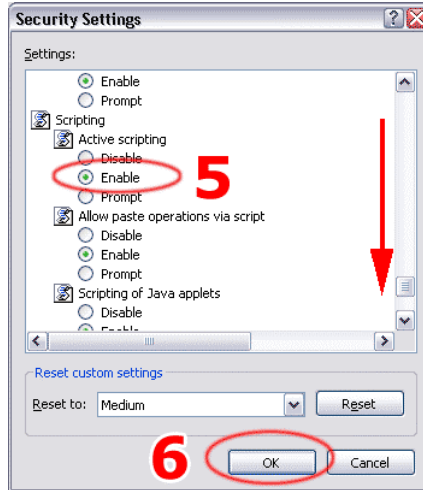 Security Settings
Settings:
Enable
Prompt
Scripting
Active scripting
Disable
Enable
5
Prompt
Allow paste operations via script
Disable
Enable
Prompt
Scripting of Java applets
Disable
Enable
Reset custom settings
Reset to: Medium Reset
6 OK Cancel